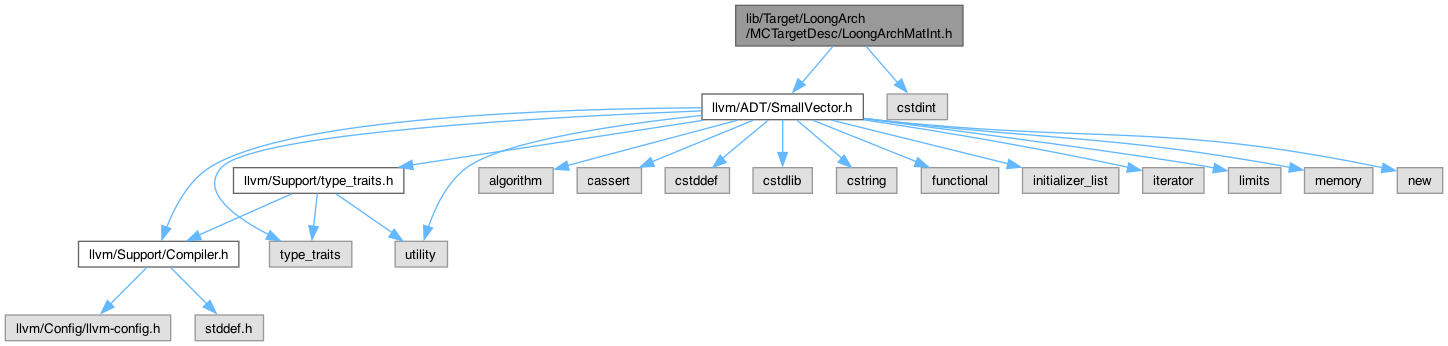 lib/Target/LoongArch
/MCTargetDesc/LoongArchMatInt.h
llvm/ADT/SmallVector.h
cstdint
llvm/Support/type_traits.h
algorithm
cassert
cstddef
cstdlib
cstring
functional
initializer_list
iterator
limits
memory
new
llvm/Support/Compiler.h
type_traits
utility
llvm/Config/llvm-config.h
stddef.h